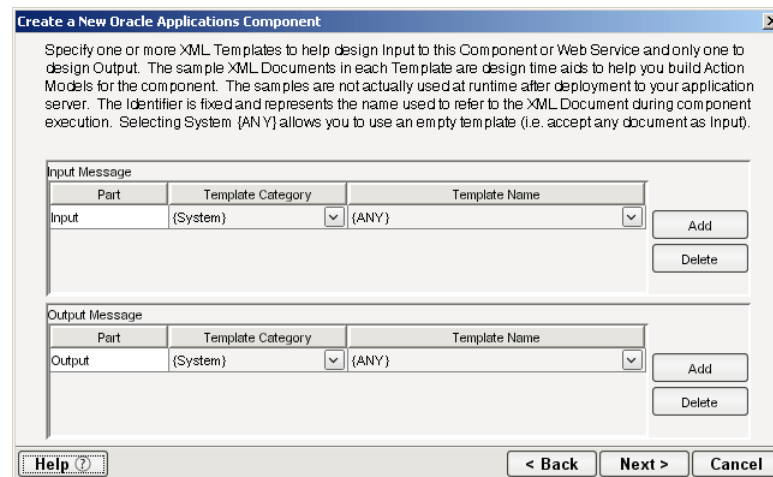 Create a New Oracle Applications Component
Specify one or more XML Templates to help design Input to this Component or Web Service and only one to
design Output. The sample XML Documents in each Template are design time aids to help you build Action
Models for the component. The samples are not actually used at runtime after deployment to your application
server. The Identifier is fixed and represents the name used to refer to the XML Document during component
execution. Selecting System {ANY} allows you to use an empty template (i.e. accept any document as Input).
Input Message
Part Template Category Template Name
Input {System} {ANY}
Add
Delete
Output Message
Part Template Category Template Name
Output {System} {ANY}
Add
Delete
Help ? < Back Next > Cancel